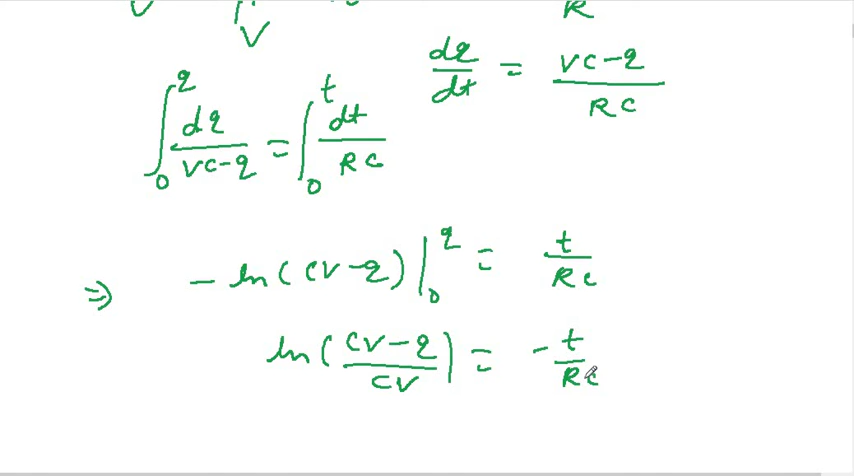 V
R
dq/dt = VC-q/RC
∫₀^q dq/VC-q = ∫₀^t dt/RC
⇒ - ln(CV-q)|₀^q = t/RC
ln(CV-q/CV) = - t/RC